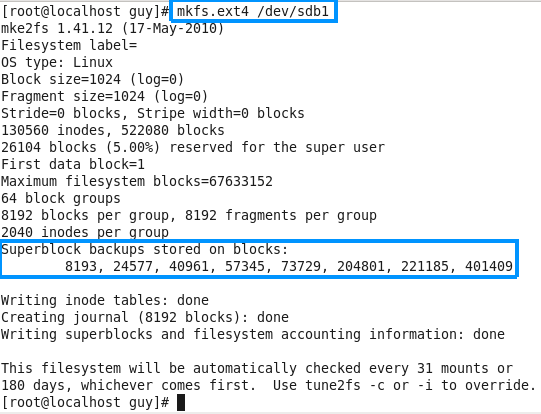 [root@localhost guy]# mkfs.ext4 /dev/sdb1
mke2fs 1.41.12 (17-May-2010)
Filesystem label=
OS type: Linux
Block size=1024 (log=0)
Fragment size=1024 (log=0)
Stride=0 blocks, Stripe width=0 blocks
130560 inodes, 522080 blocks
26104 blocks (5.00%) reserved for the super user
First data block=1
Maximum filesystem blocks=67633152
64 block groups
8192 blocks per group, 8192 fragments per group
2040 inodes per group
Superblock backups stored on blocks:
8193, 24577, 40961, 57345, 73729, 204801, 221185, 401409
Writing inode tables: done
Creating journal (8192 blocks): done
Writing superblocks and filesystem accounting information: done
This filesystem will be automatically checked every 31 mounts or
180 days, whichever comes first.  Use tune2fs -c or -i to override.
[root@localhost guy]#